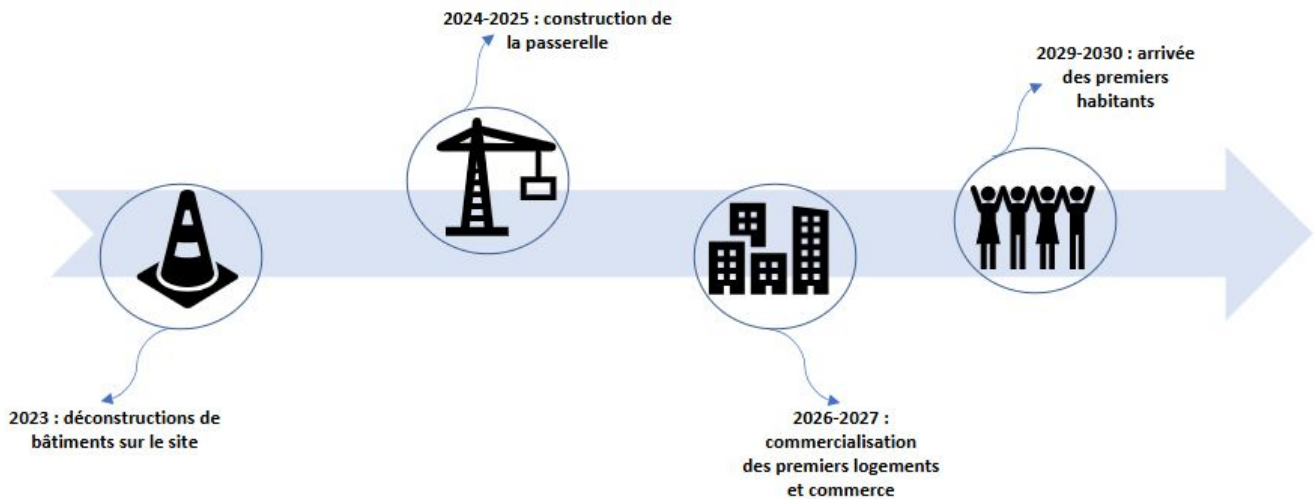 2023 : déconstructions de
bâtiments sur le site
2024-2025 : construction de
la passerelle
2026-2027 :
commercialisation
des premiers logements
et commerce
2029-2030 : arrivée
des premiers
habitants